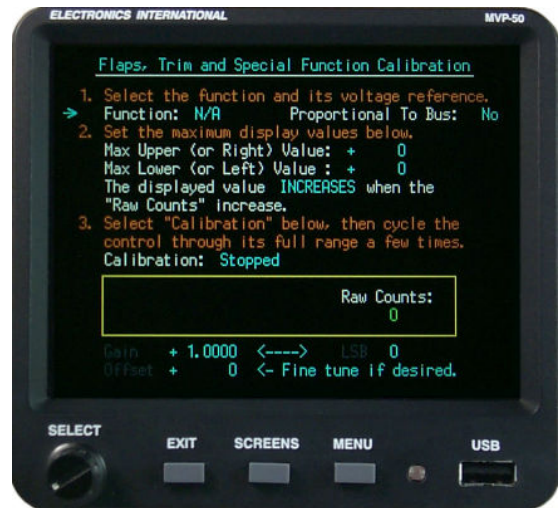 ELECTRONICS INTERNATIONAL MVP-50
Flaps, Trim and Special Function Calibration
1. Select the function and its voltage reference.
Function: N/A Proportional To Bus: No
2. Set the maximum display values below.
Max Upper (or Right) Value: + 0
Max Lower (or Left) Value : + 0
The displayed value INCREASES when the
"Raw Counts" increase.
3. Select "Calibration" below, then cycle the
control through its full range a few times.
Calibration: Stopped
Raw Counts:
0
Gain + 1.0000 <----> LSB 0
Offset + 0 <- Fine tune if desired.
SELECT EXIT SCREENS MENU USB